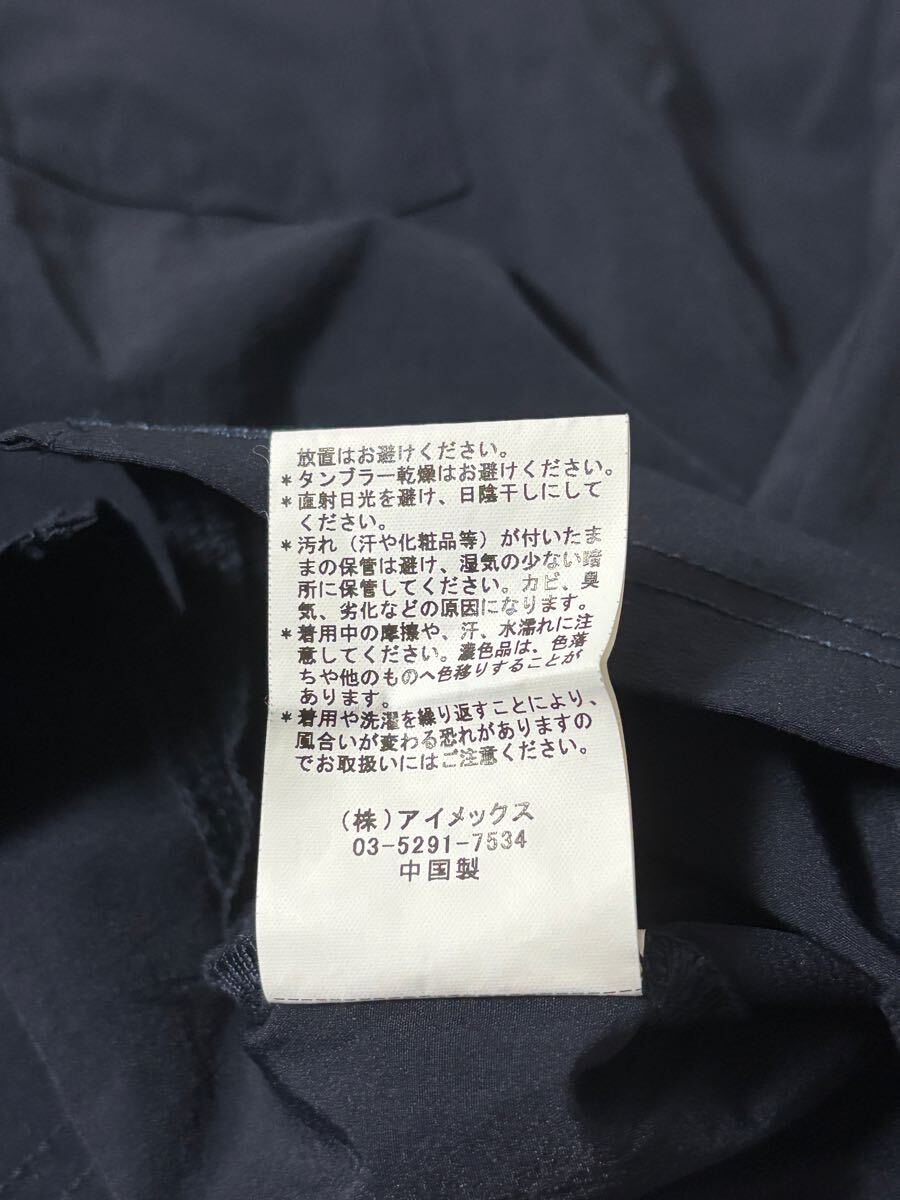 放置はお避けください。
*タンブラー乾燥はお避けください。
*直射日光を避け、日陰干しにして
ください。
*汚れ（汗や化粧品等）が付いたま
まの保管は避け、湿気の少ない暗
所に保管してください。カビ、臭
気、劣化などの原因になります。
*着用中の摩擦や、汗、水濡れに注
意してください。濃色品は、色落
ちや他のものへ色移りすることが
あります。
*着用や洗濯を繰り返すことにより、
風合いが変わる恐れがありますの
でお取扱いにはご注意ください。
（株）アイメックス
03-5291-7534
中国製